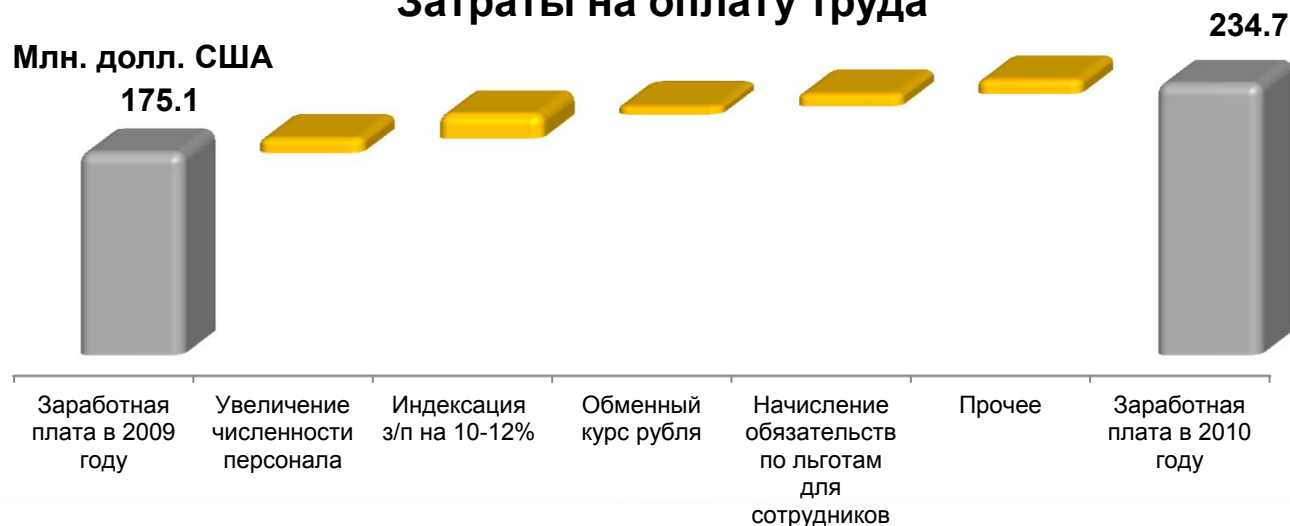 Затраты на оплату труда
234.7
Млн. долл. США
175.1
Заработная
плата в 2009
году
Увеличение
численности
персонала
Индексация
з/п на 10-12%
Обменный
курс рубля
Начисление
обязательств
по льготам
для
сотрудников
Прочее
Заработная
плата в 2010
году